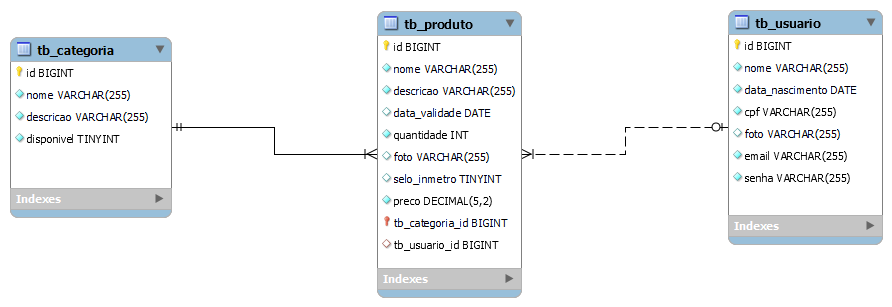 tb_categoria
id BIGINT
nome VARCHAR(255)
descricao VARCHAR(255)
disponivel TINYINT
Indexes
tb_produto
id BIGINT
nome VARCHAR(255)
descricao VARCHAR(255)
data_validade DATE
quantidade INT
foto VARCHAR(255)
selo_inmetro TINYINT
preco DECIMAL(5,2)
tb_categoria_id BIGINT
tb_usuario_id BIGINT
Indexes
tb_usuario
id BIGINT
nome VARCHAR(255)
data_nascimento DATE
cpf VARCHAR(255)
foto VARCHAR(255)
email VARCHAR(255)
senha VARCHAR(255)
Indexes